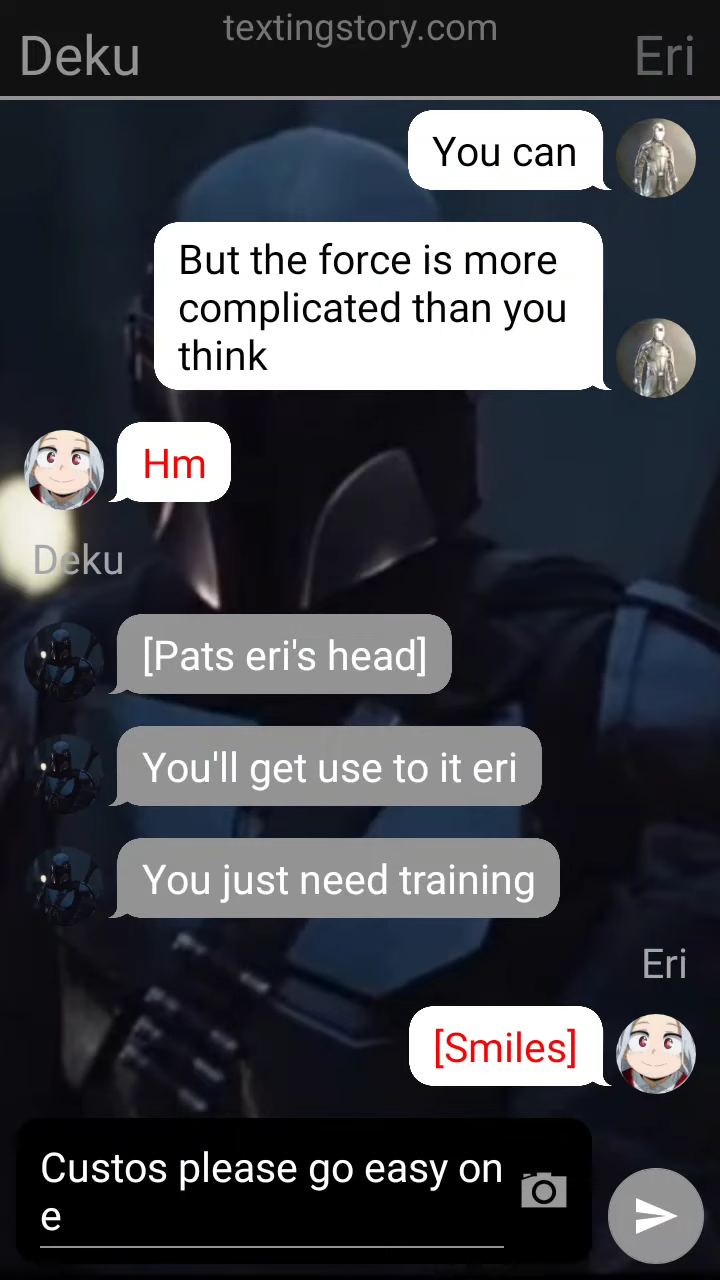 textingstory.com
Deku
Eri
You can
But the force is more
complicated than you
think
Hm
Deku
[Pats eri's head]
You'll get use to it eri
You just need training
Eri
[Smiles]
Custos please go easy on
e